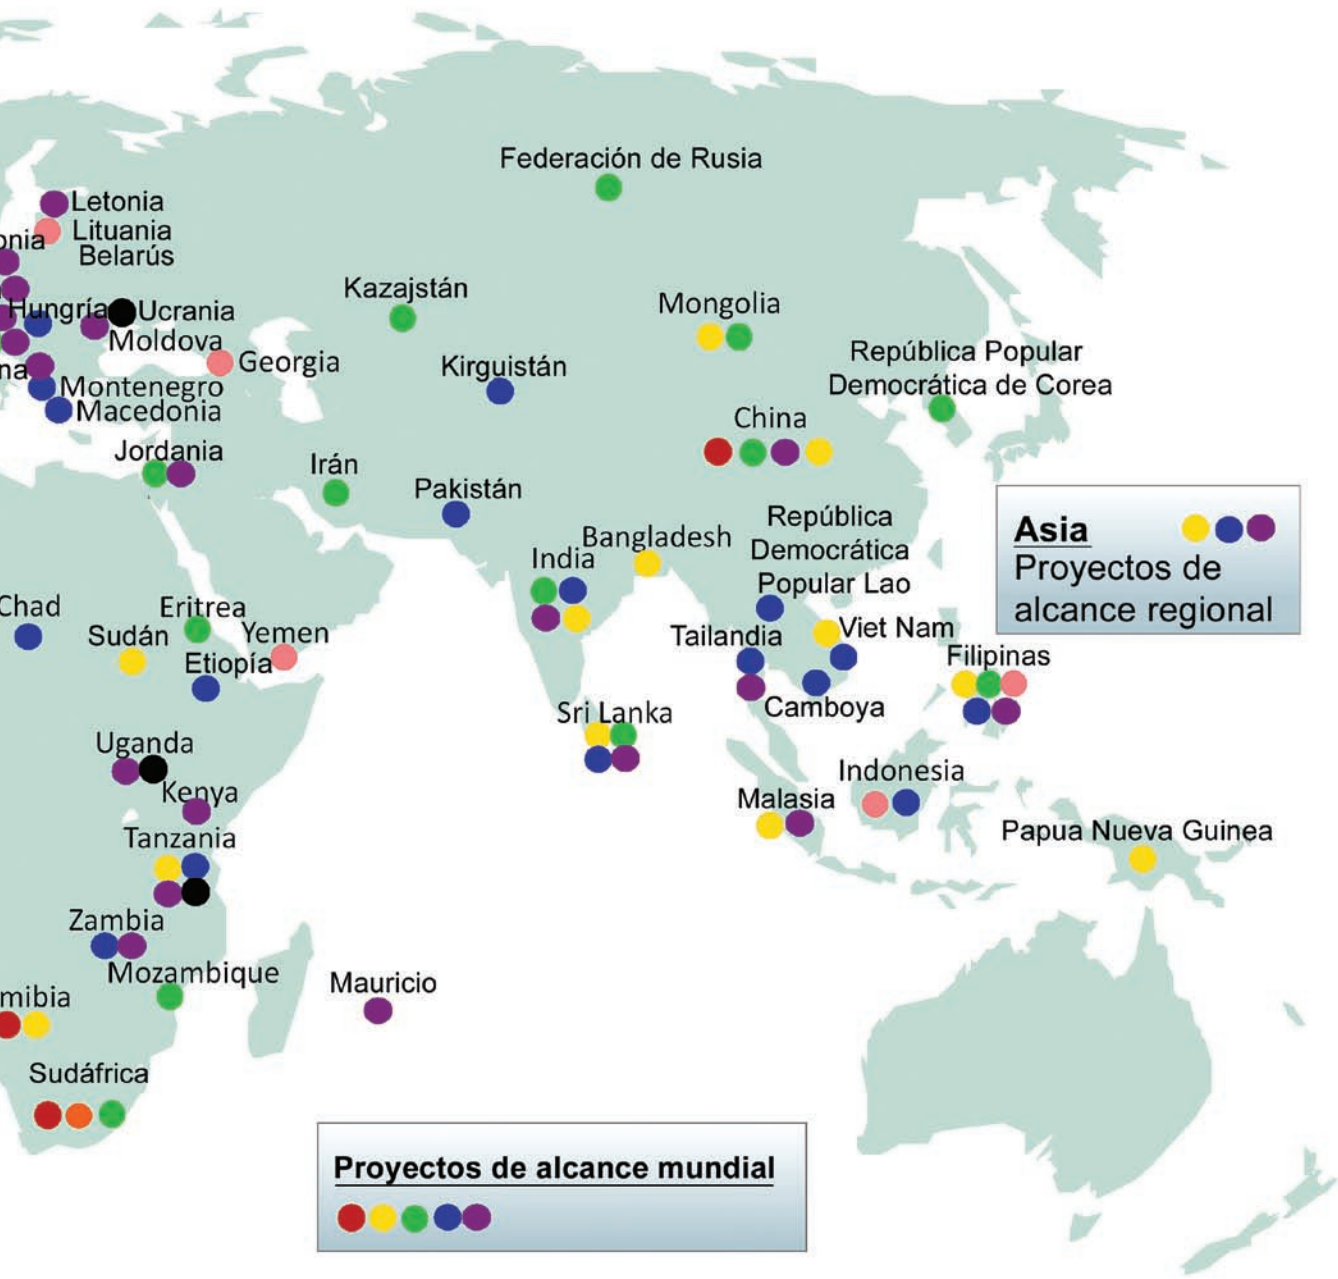 Federación de Rusia
Letonia
Lituania
onia
Belarús
Kazajstán
Mongolia
Hungría
Ucrania
Moldova
Georgia
República Popular
Democrática de Corea
Kirguistán
na
Montenegro
Macedonia
China
Jordania
Irán
Pakistán
República
Democrática
Popular Lao
Asia
Proyectos de
alcance regional
Bangladesh
India
Chad
Eritrea
Sudán
Yemen
Etiopía
Tailandia
Viet Nam
Filipinas
Camboya
Sri Lanka
Uganda
Kenya
Indonesia
Malasia
Tanzania
Papua Nueva Guinea
Zambia
Mozambique
Mauricio
mibia
Sudáfrica
Proyectos de alcance mundial